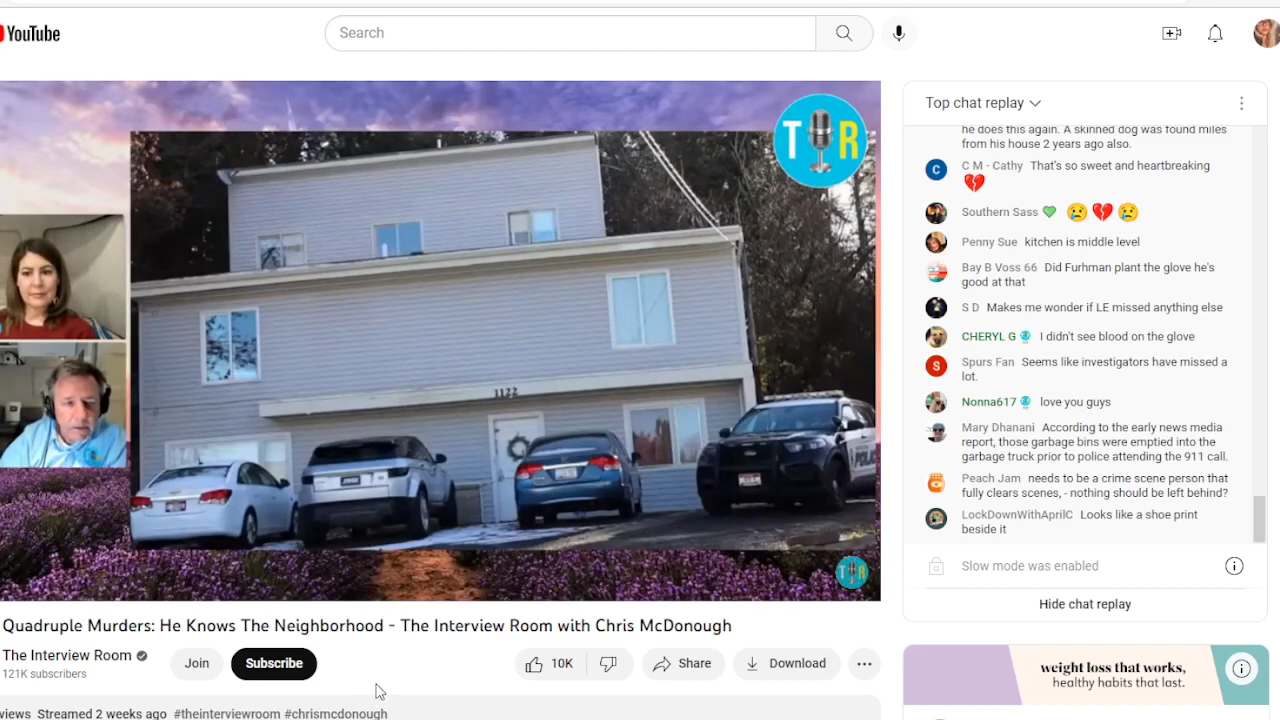 YouTube
Search
T R
1122
POLICE
T R
Quadruple Murders: He Knows The Neighborhood - The Interview Room with Chris McDonough
The Interview Room
121K subscribers
Join
Subscribe
10K
Share
Download
views Streamed 2 weeks ago #theinterviewroom #chrismcdonough
Top chat replay
he does this again. A skinned dog was found miles
from his house 2 years ago also.
C
C M - Cathy That's so sweet and heartbreaking
Southern Sass
Penny Sue kitchen is middle level
Bay B Voss 66 Did Furhman plant the glove he's
good at that
S D Makes me wonder if LE missed anything else
CHERYL G I didn't see blood on the glove
S
Spurs Fan Seems like investigators have missed a
lot.
Nonna617 love you guys
Mary Dhanani According to the early news media
report, those garbage bins were emptied into the
garbage truck prior to police attending the 911 call.
Peach Jam needs to be a crime scene person that
fully clears scenes, - nothing should be left behind?
LockDownWithAprilC Looks like a shoe print
beside it
Slow mode was enabled
Hide chat replay
weight loss that works,
healthy habits that last.